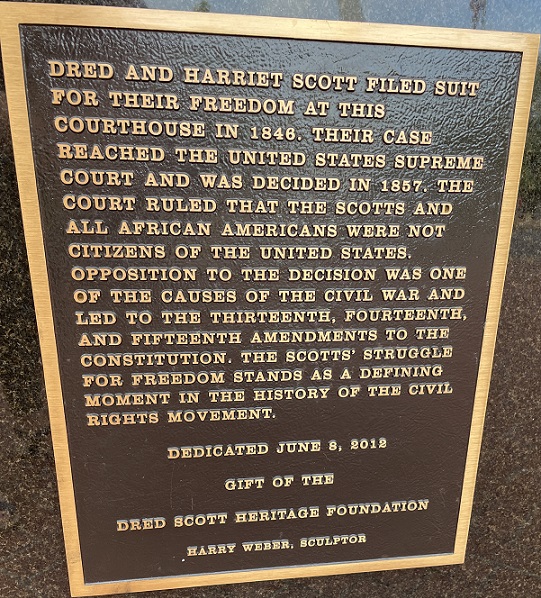 DRED AND HARRIET SCOTT FILED SUIT
FOR THEIR FREEDOM AT THIS
COURTHOUSE IN 1846. THEIR CASE
REACHED THE UNITED STATES SUPREME
COURT AND WAS DECIDED IN 1857. THE
COURT RULED THAT THE SCOTTS AND
ALL AFRICAN AMERICANS WERE NOT
CITIZENS OF THE UNITED STATES.
OPPOSITION TO THE DECISION WAS ONE
OF THE CAUSES OF THE CIVIL WAR AND
LED TO THE THIRTEENTH, FOURTEENTH,
AND FIFTEENTH AMENDMENTS TO THE
CONSTITUTION. THE SCOTTS' STRUGGLE
FOR FREEDOM STANDS AS A DEFINING
MOMENT IN THE HISTORY OF THE CIVIL
RIGHTS MOVEMENT.
DEDICATED JUNE 8, 2012
GIFT OF THE
DRED SCOTT HERITAGE FOUNDATION
HARRY WEBER, SCULPTOR